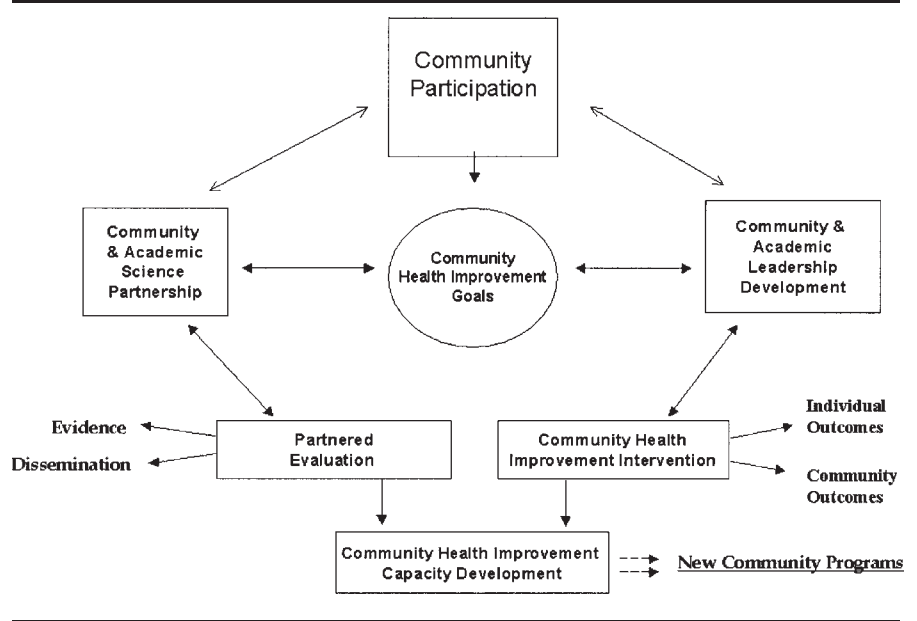 Community
Participation
Community
& Academic
Science
Partnership
Community
Health Improvement
Goals
Community &
Academic
Leadership
Development
Evidence
Dissemination
Partnered
Evaluation
Community Health
Improvement Intervention
Individual
Outcomes
Community
Outcomes
Community Health Improvement
Capacity Development
New Community Programs